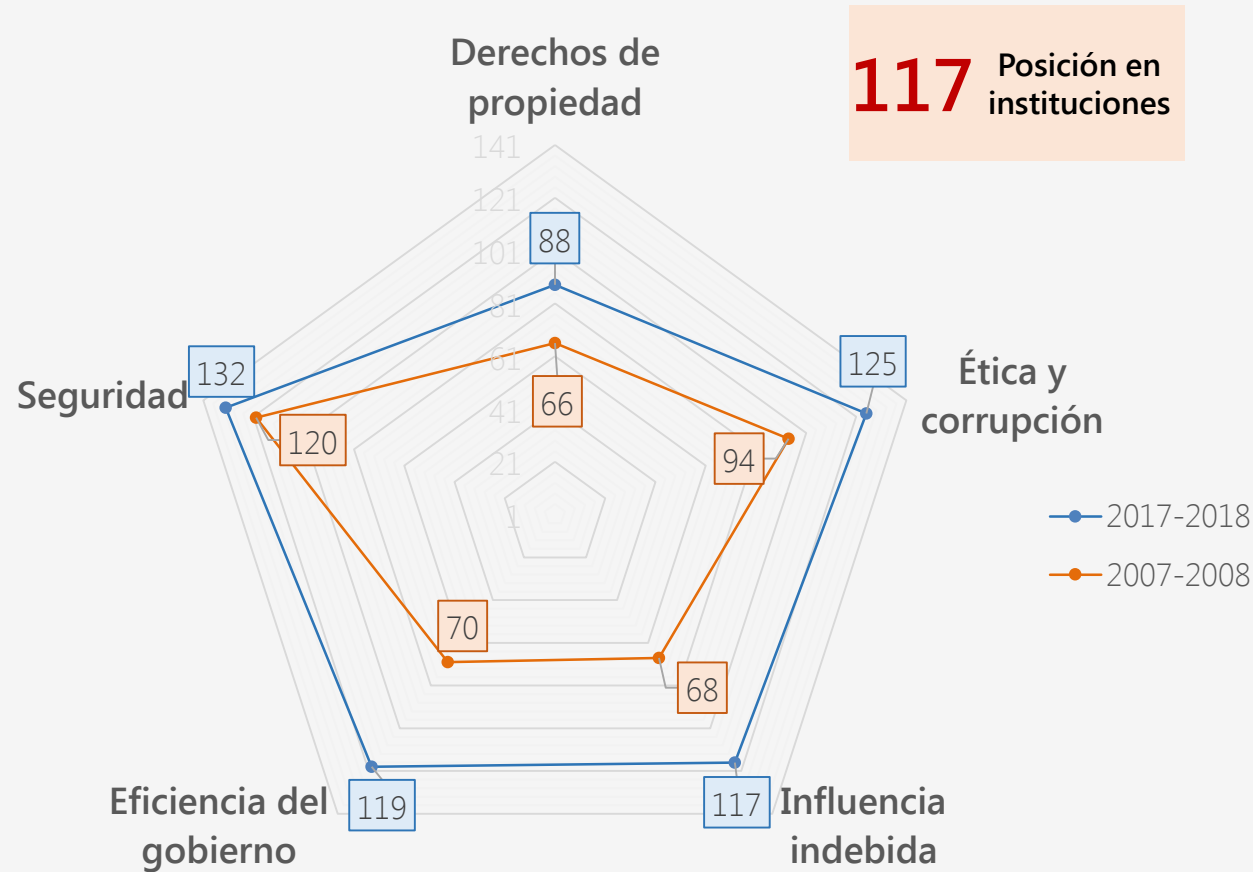 Derechos de
propiedad
117
Posición en
instituciones
141
121
101
81
61
41
21
1
88
66
132
Seguridad
120
125
Ética y
corrupción
94
2017-2018
2007-2008
70
68
Eficiencia del
gobierno
119
117
Influencia
indebida